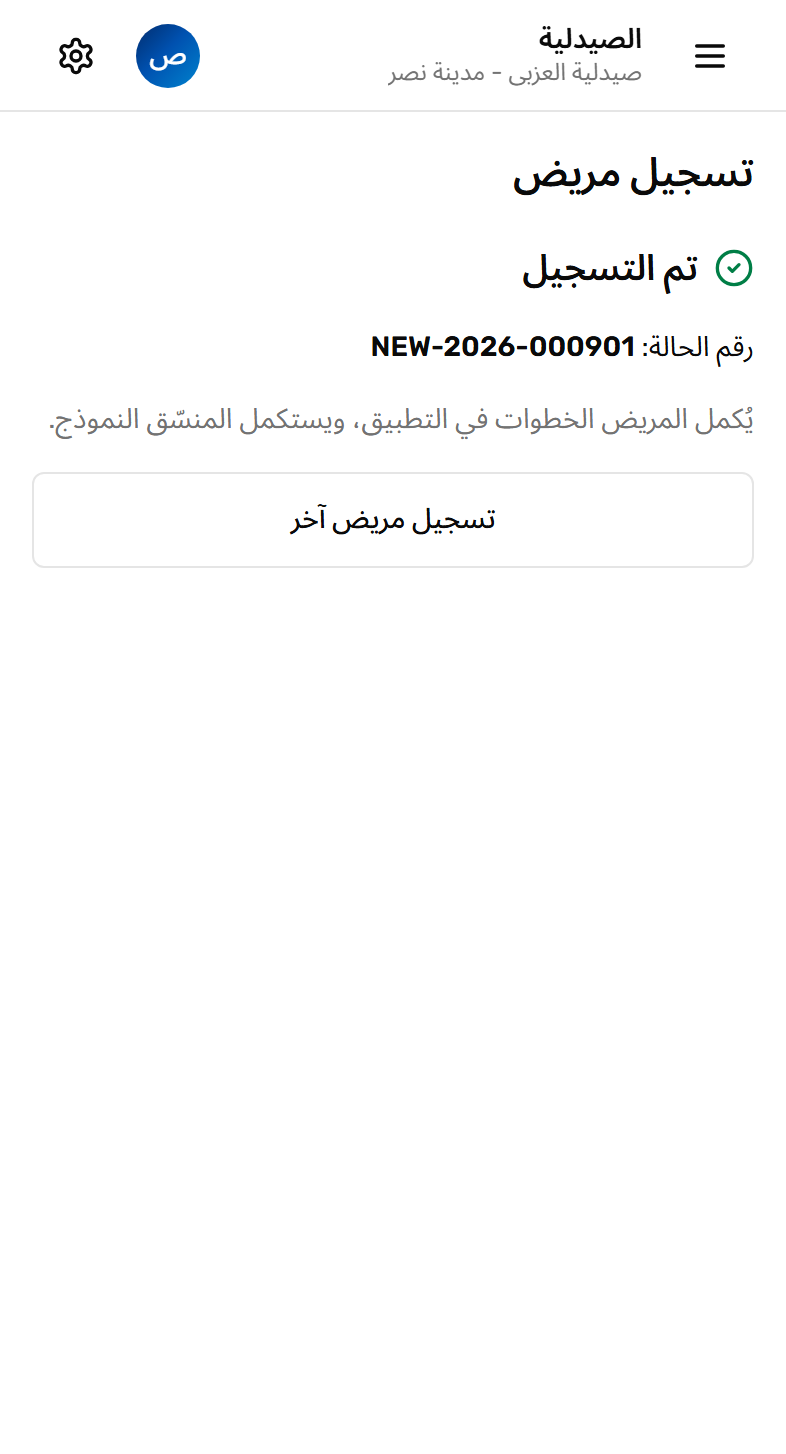 الصيدلية
صيدلية العزبى - مدينة نصر
ص
تسجيل مريض
تم التسجيل
رقم الحالة: NEW-2026-000901
يُكمل المريض الخطوات في التطبيق، ويستكمل المنسّق النموذج.
تسجيل مريض آخر